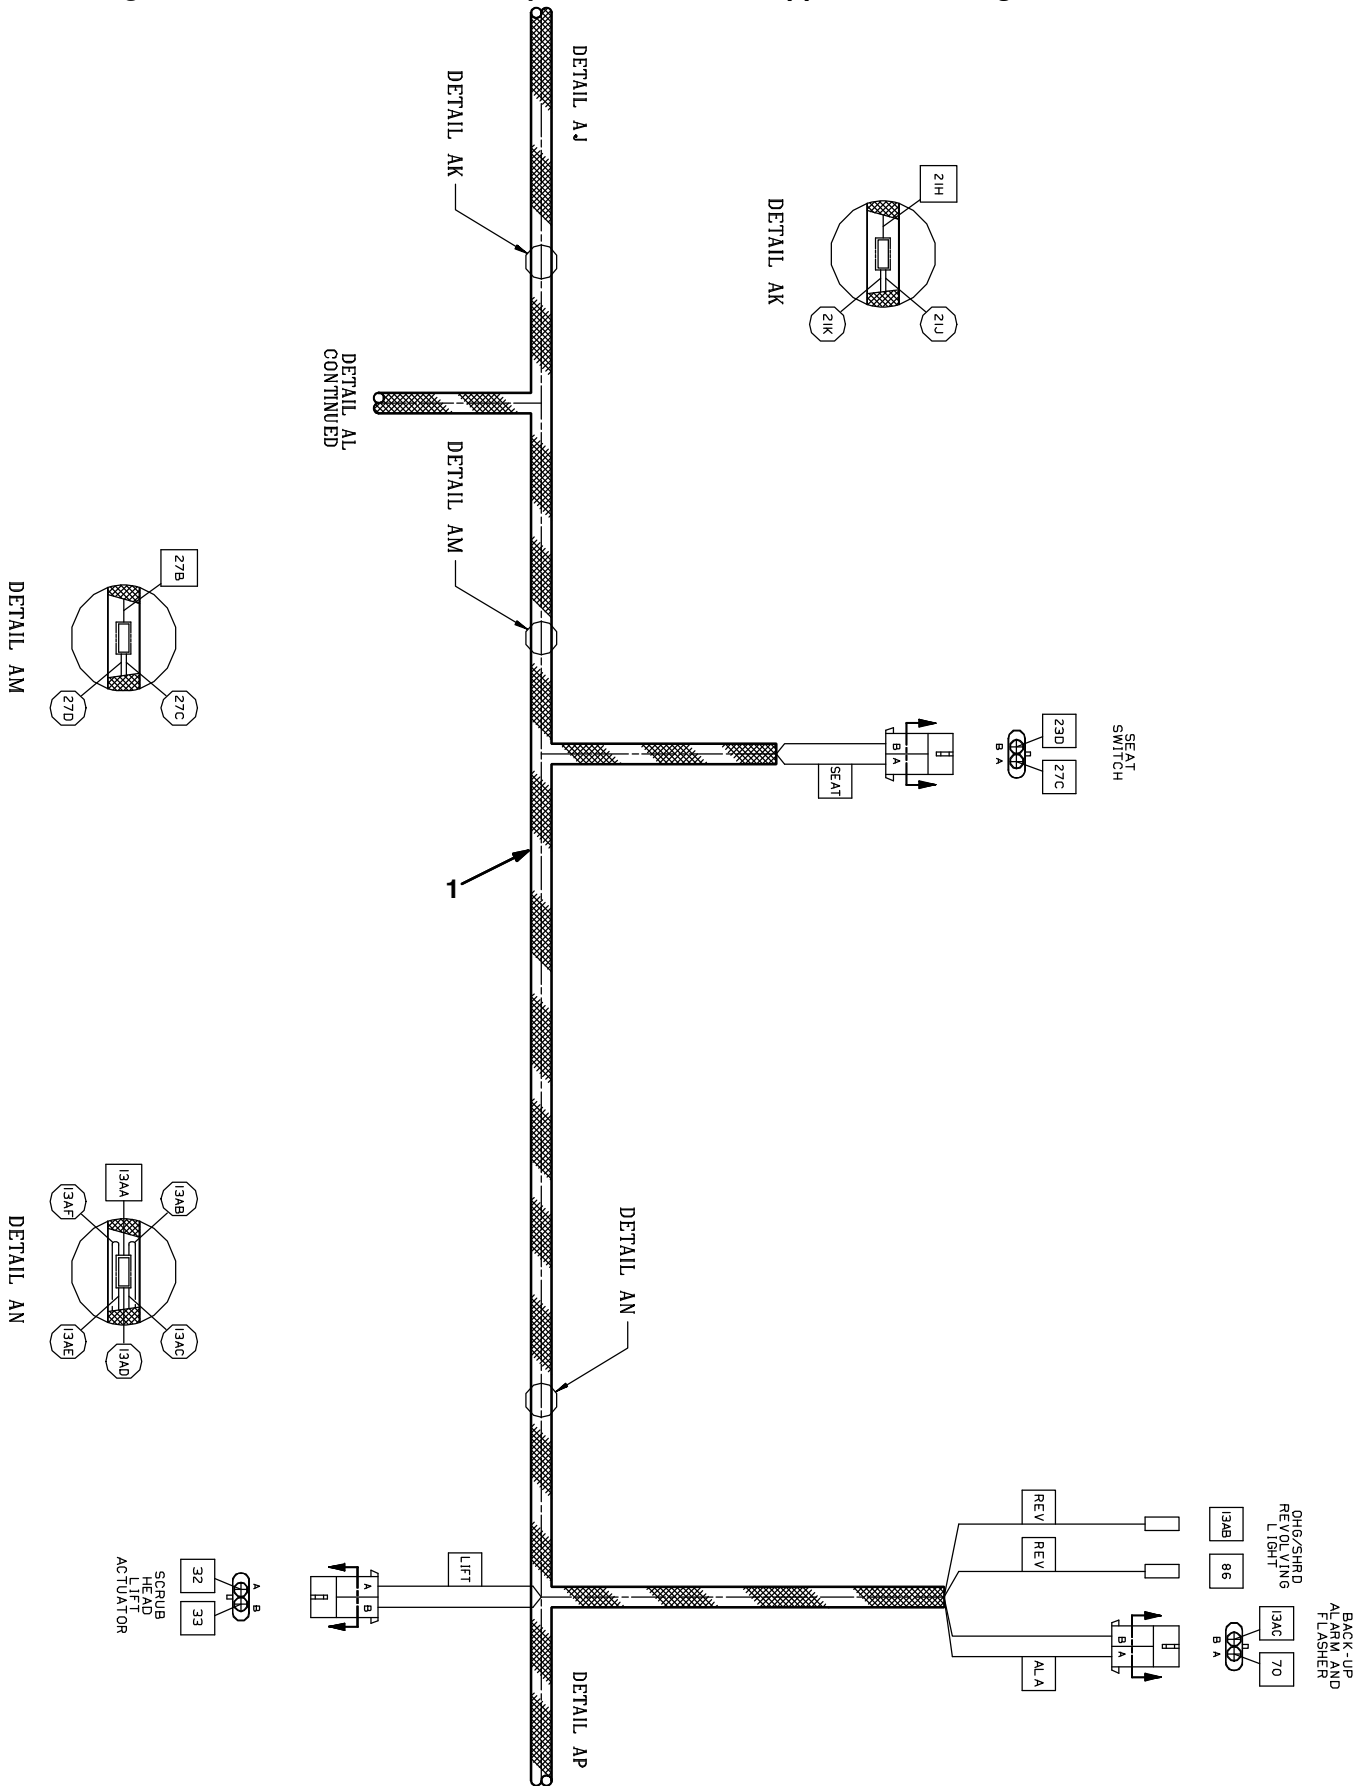 DETAIL AJ
DETAIL AK
21H
21J
21K
DETAIL AK
DETAIL AL
CONTINUED
DETAIL AM
27B
27C
27D
DETAIL AM
SEAT
SWITCH
23D
27C
B A
B A
SEAT
1
DETAIL AN
13AA
13AB
13AF
13AC
13AD
13AE
DETAIL AN
OHG/SHRD
REVOLVING
LIGHT
13AB
86
REV
REV
BACK-UP
ALARM AND
FLASHER
13AC
70
B A
B A
ALA
LIFT
A B
A B
32
33
SCRUB
HEAD
LIFT
ACTUATOR
DETAIL AP